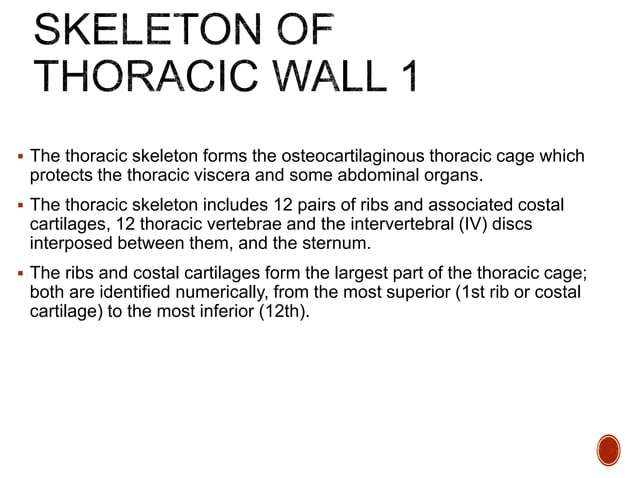 SKELETON OF
THORACIC WALL 1
▪ The thoracic skeleton forms the osteocartilaginous thoracic cage which
protects the thoracic viscera and some abdominal organs.
▪ The thoracic skeleton includes 12 pairs of ribs and associated costal
cartilages, 12 thoracic vertebrae and the intervertebral (IV) discs
interposed between them, and the sternum.
▪ The ribs and costal cartilages form the largest part of the thoracic cage;
both are identified numerically, from the most superior (1st rib or costal
cartilage) to the most inferior (12th).